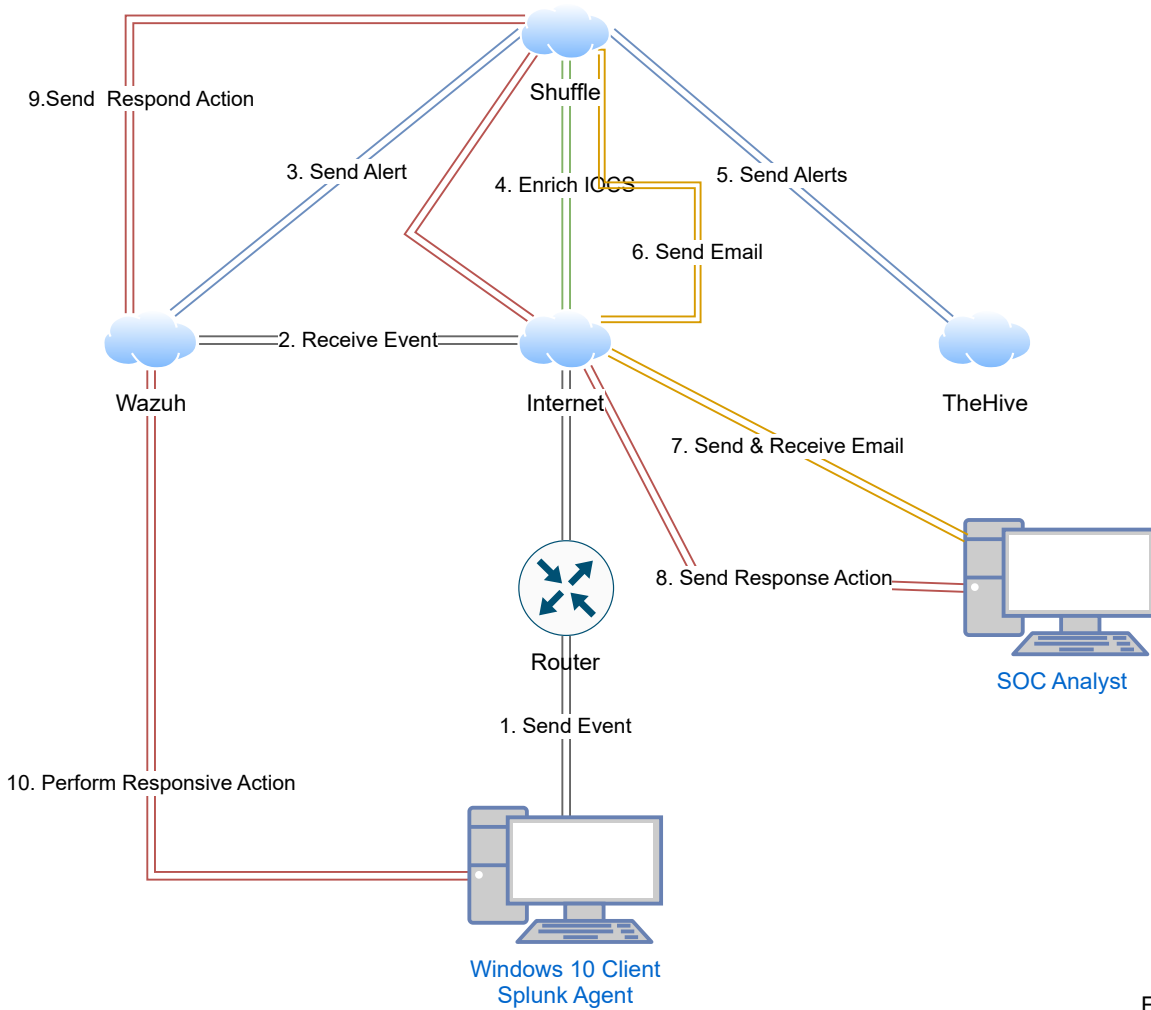 Shuffle
9.Send  Respond Action
3. Send Alert
4. Enrich IOCS
5. Send Alerts
6. Send Email
2. Receive Event
Wazuh
Internet
TheHive
7. Send & Receive Email
8. Send Response Action
Router
SOC Analyst
1. Send Event
10. Perform Responsive Action
Windows 10 Client
Splunk Agent